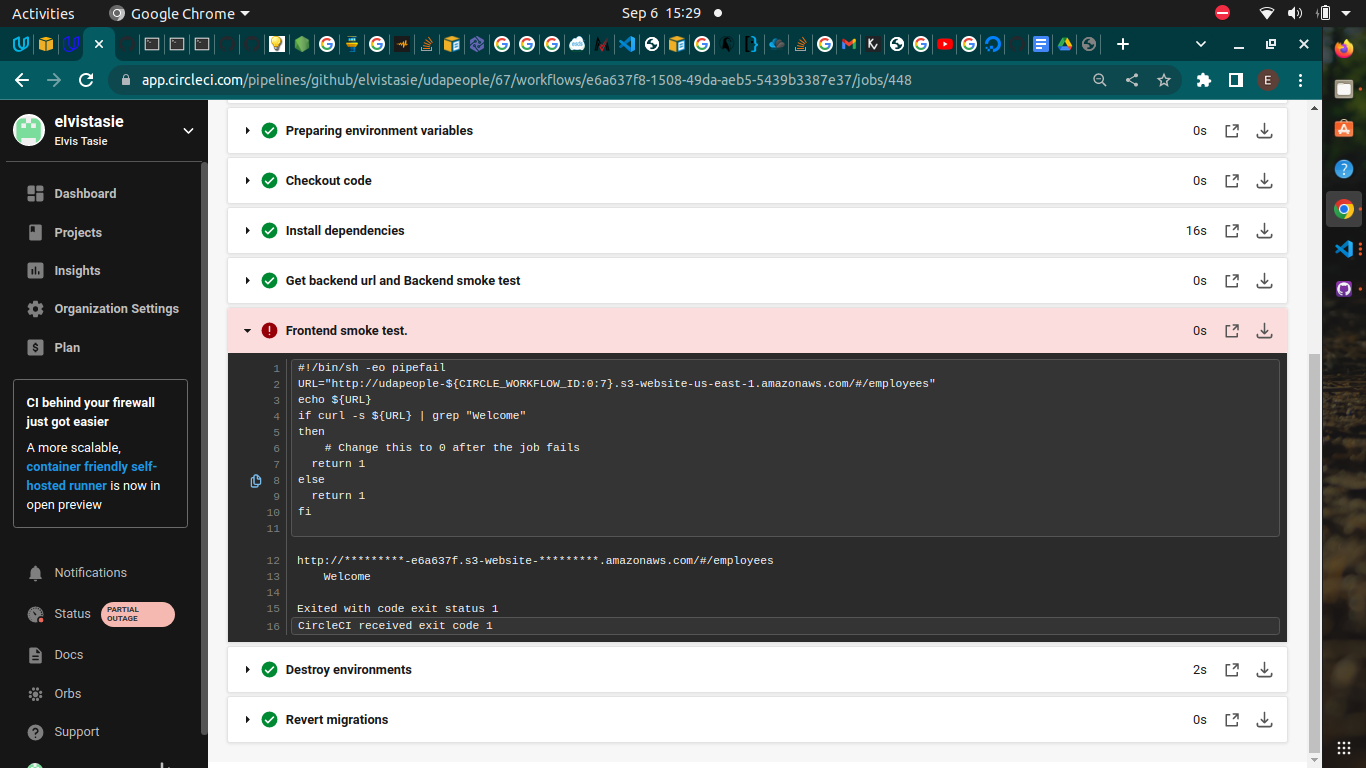 Activities
Google Chrome
Sep 6 15:29
app.circleci.com/pipelines/github/elvistasie/udapeople/67/workflows/e6a637f8-1508-49da-aeb5-5439b3387e37/jobs/448
E
elvistasie
Elvis Tasie
Dashboard
Projects
Insights
Organization Settings
Plan
CI behind your firewall
just got easier
A more scalable,
container friendly self-
hosted runner is now in
open preview
Notifications
Status
PARTIAL
OUTAGE
Docs
Orbs
Support
Preparing environment variables
0s
Checkout code
0s
Install dependencies
16s
Get backend url and Backend smoke test
0s
Frontend smoke test.
0s
1 #!/bin/sh -eo pipefail
2 URL="http://udapeople-${CIRCLE_WORKFLOW_ID:0:7}.s3-website-us-east-1.amazonaws.com/#/employees"
3 echo ${URL}
4 if curl -s ${URL} | grep "Welcome"
5 then
6 # Change this to 0 after the job fails
7 return 1
8 else
9 return 1
10 fi
11
12 http://*********-e6a637f.s3-website-*********.amazonaws.com/#/employees
13 Welcome
14
15 Exited with code exit status 1
16 CircleCI received exit code 1
Destroy environments
2s
Revert migrations
0s